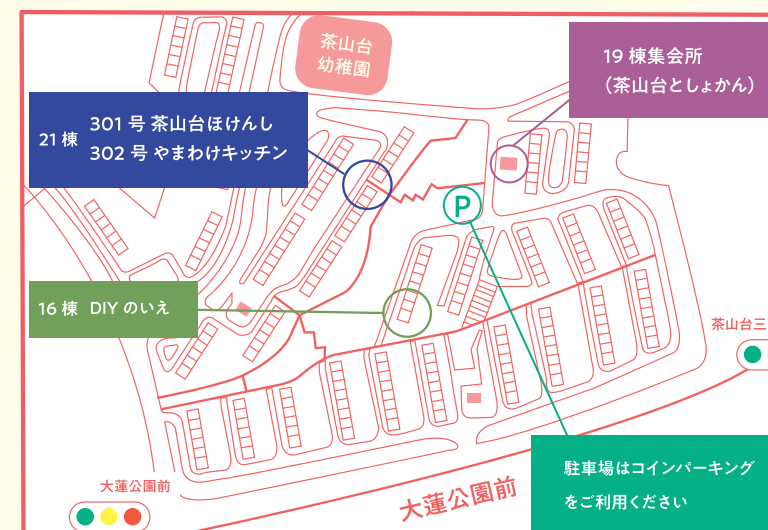 茶山台
幼稚園
19 棟集会所
（茶山台としょかん）
21 棟
301 号 茶山台ほけんし
302 号 やまわけキッチン
P
16 棟 DIY のいえ
茶山台三
駐車場はコインパーキング
をご利用ください
大蓮公園前
大蓮公園前